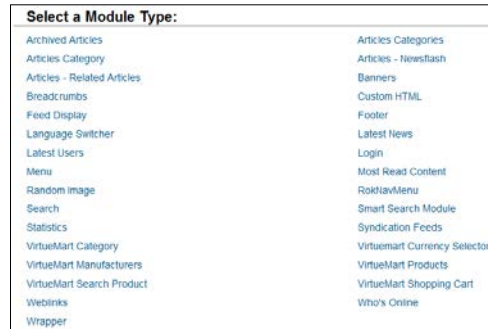 Select a Module Type:
Archived Articles Articles Categories
Articles Category Articles - Newsflash
Articles - Related Articles Banners
Breadcrumbs Custom HTML
Feed Display Footer
Language Switcher Latest News
Latest Users Login
Menu Most Read Content
Random Image RokNavMenu
Search Smart Search Module
Statistics Syndication Feeds
VirtueMart Category Virtuemart Currency Selector
VirtueMart Manufacturers VirtueMart Products
VirtueMart Search Product VirtueMart Shopping Cart
Weblinks Who's Online
Wrapper